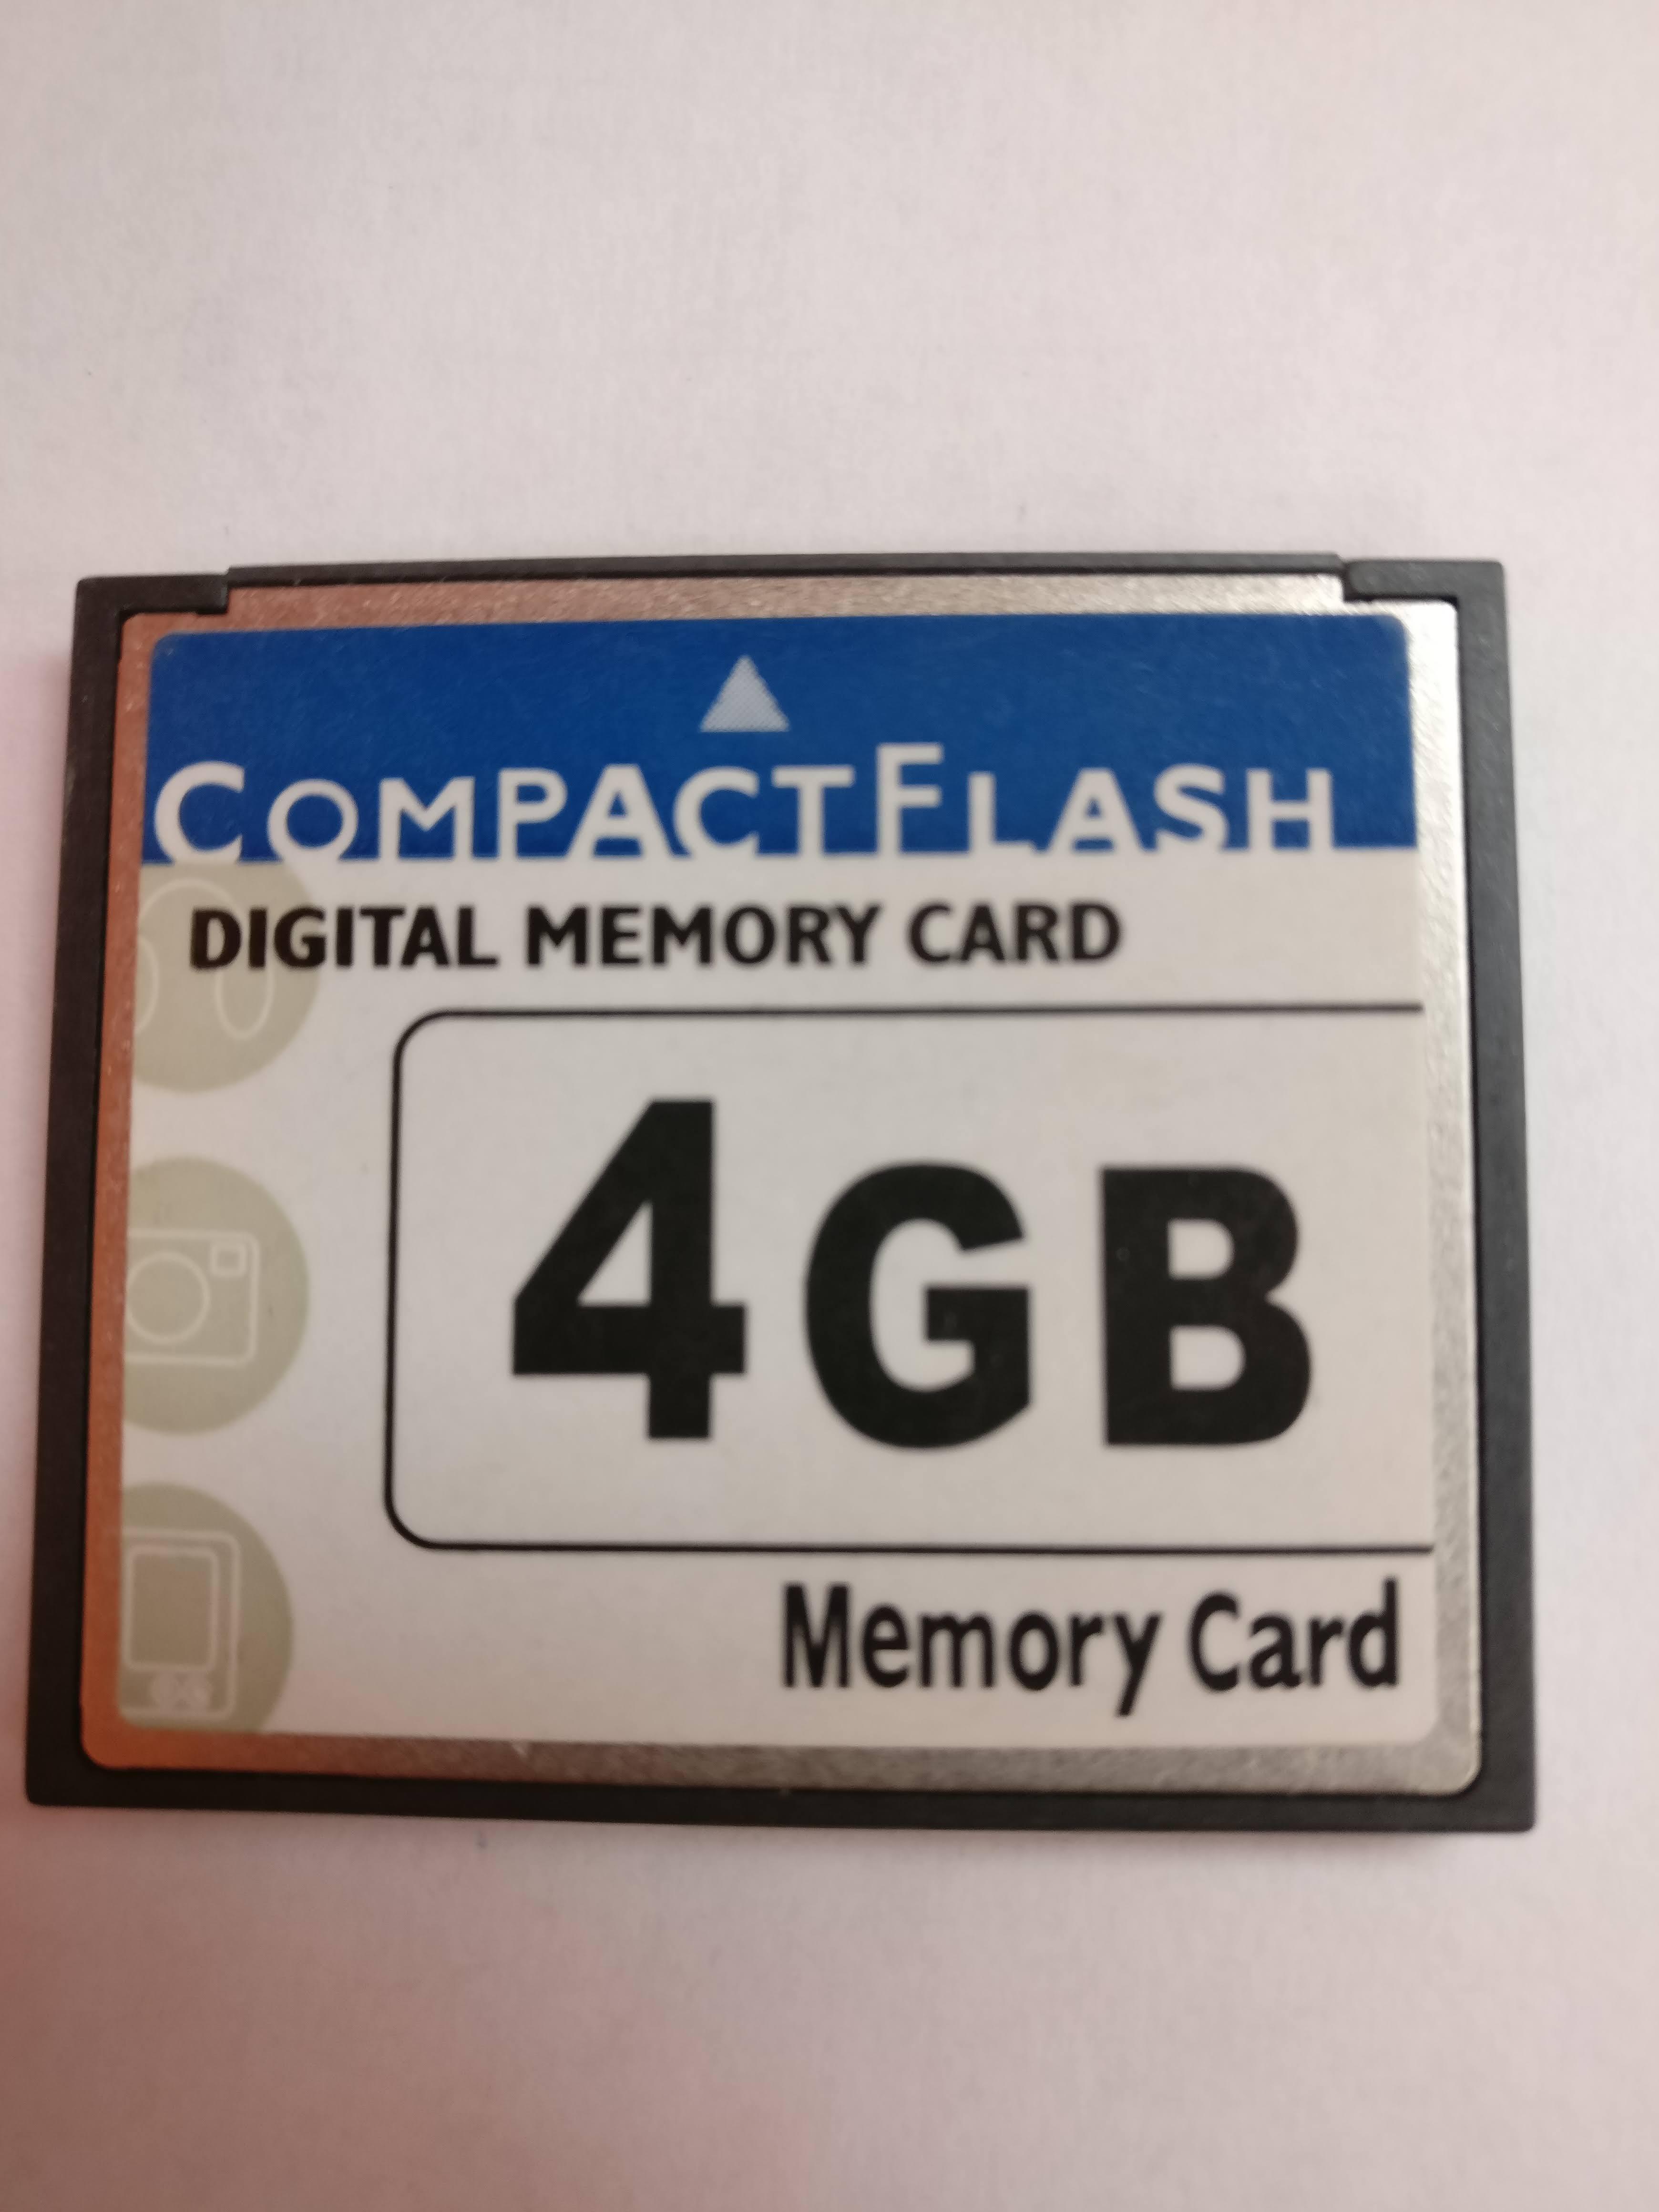 COMPACTFLASH
DIGITAL MEMORY CARD
4GB
Memory Card